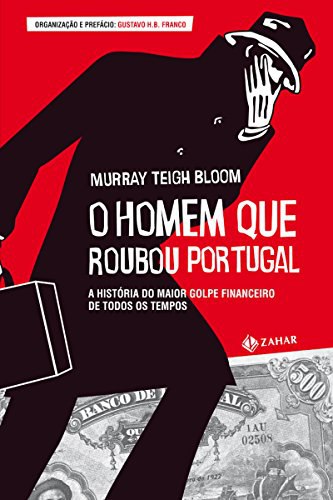 ORGANIZAÇÃO E PREFÁCIO: GUSTAVO H.B. FRANCO
MURRAY TEIGH BLOOM
O HOMEM QUE
ROUBOU PORTUGAL
A HISTÓRIA DO MAIOR GOLPE FINANCEIRO
DE TODOS OS TEMPOS
ZAHAR
500
BANCO DE
1AU
02508